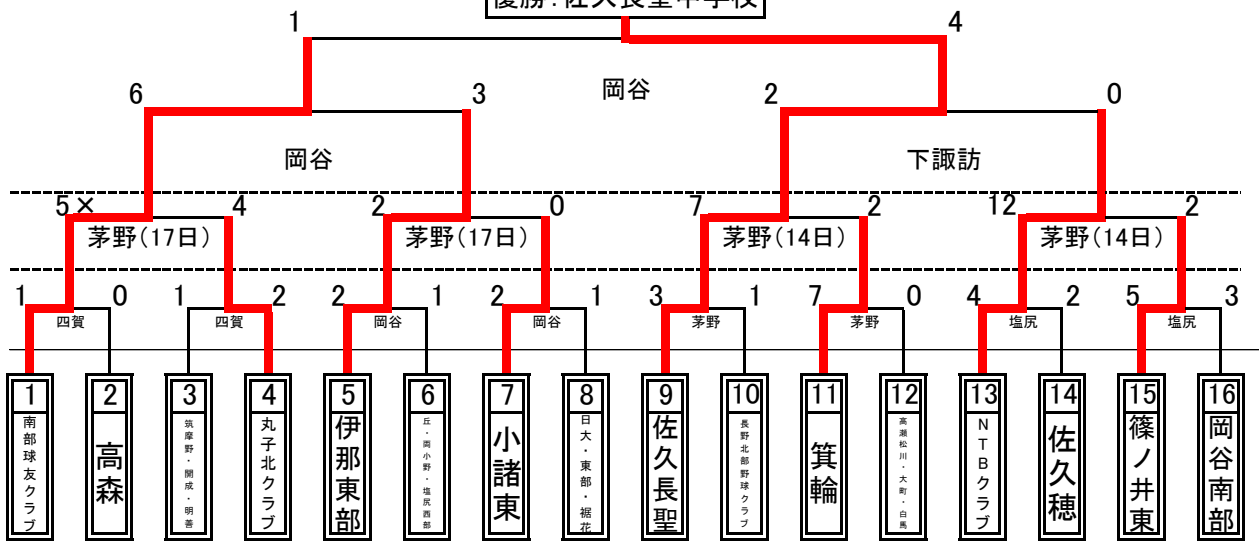 優勝:佐久長聖中学校
1
4
6
3
岡谷
2
0
岡谷
下諏訪
5×
4
2
0
7
2
12
2
茅野(17日)
茅野(17日)
茅野(14日)
茅野(14日)
1
0
1
2
2
1
2
1
3
1
7
0
4
2
5
3
四賀
四賀
岡谷
岡谷
茅野
茅野
塩尻
塩尻
1
2
3
4
5
6
7
8
9
10
11
12
13
14
15
16
南部球友クラブ
高森
筑摩野・開成・明善
丸子北クラブ
伊那東部
丘・両小野・塩尻西部
小諸東
日大・東部・裾花
佐久長聖
長野北部野球クラブ
箕輪
高瀬松川・大町・白馬
NTBクラブ
佐久穂
篠ノ井東
岡谷南部